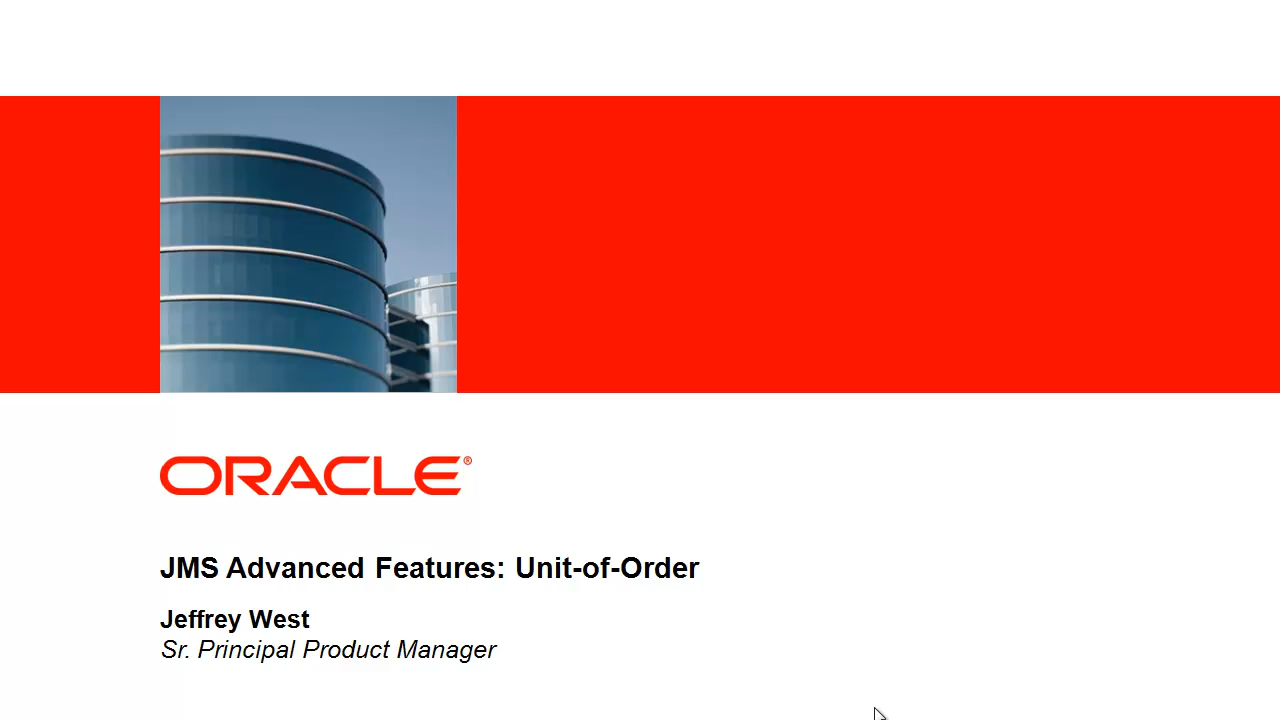 ORACLE®
JMS Advanced Features: Unit-of-Order
Jeffrey West
Sr. Principal Product Manager